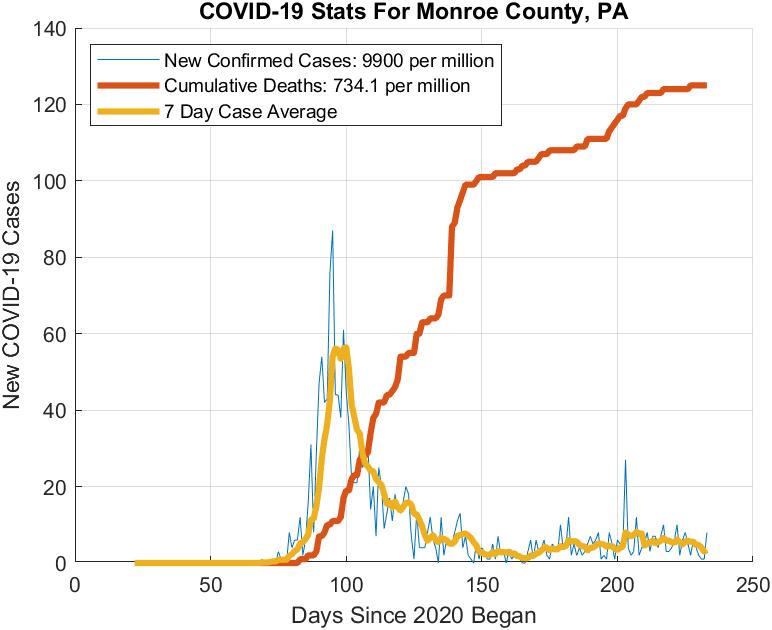 COVID-19 Stats For Monroe County, PA
New Confirmed Cases: 9900 per million
Cumulative Deaths: 734.1 per million
7 Day Case Average
140
120
100
80
60
40
20
0
New COVID-19 Cases
0 50 100 150 200 250
Days Since 2020 Began